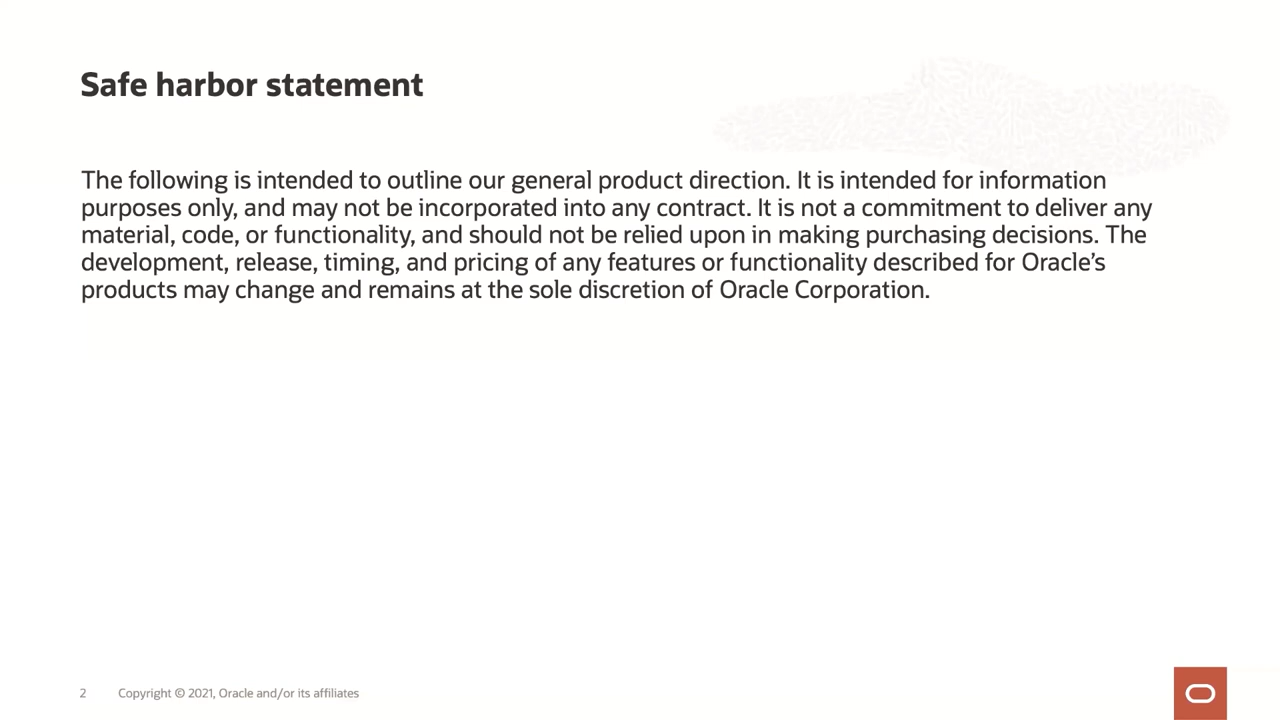 Safe harbor statement
The following is intended to outline our general product direction. It is intended for information
purposes only, and may not be incorporated into any contract. It is not a commitment to deliver any
material, code, or functionality, and should not be relied upon in making purchasing decisions. The
development, release, timing, and pricing of any features or functionality described for Oracle’s
products may change and remains at the sole discretion of Oracle Corporation.
2 Copyright © 2021, Oracle and/or its affiliates